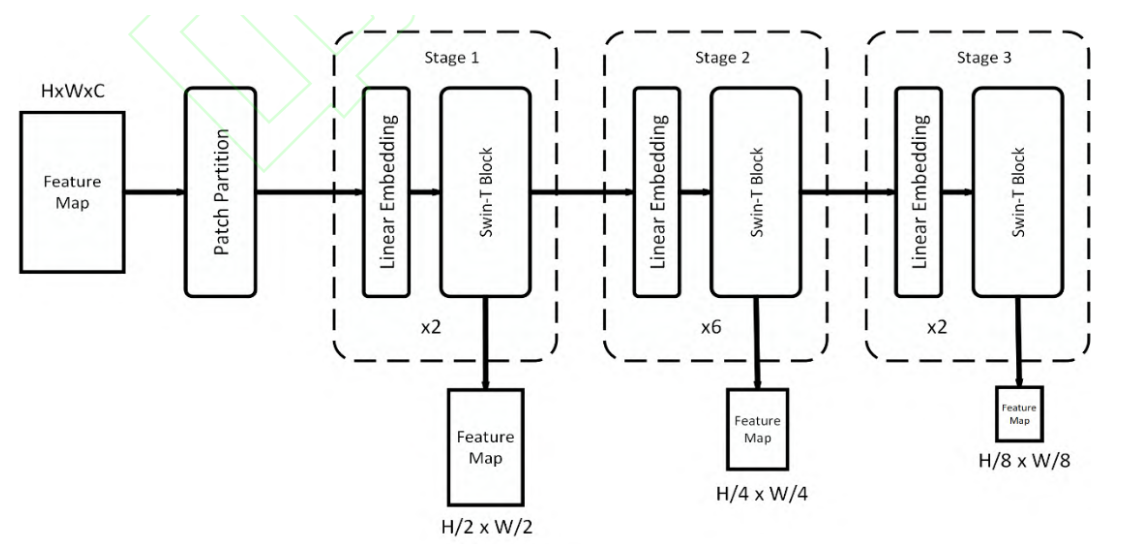 HxWxC
Feature
Map
Patch Partition
Stage 1
Linear Embedding
Swin-T Block
x2
Feature
Map
H/2 x W/2
Stage 2
Linear Embedding
Swin-T Block
x6
Feature
Map
H/4 x W/4
Stage 3
Linear Embedding
Swin-T Block
x2
Feature
Map
H/8 x W/8